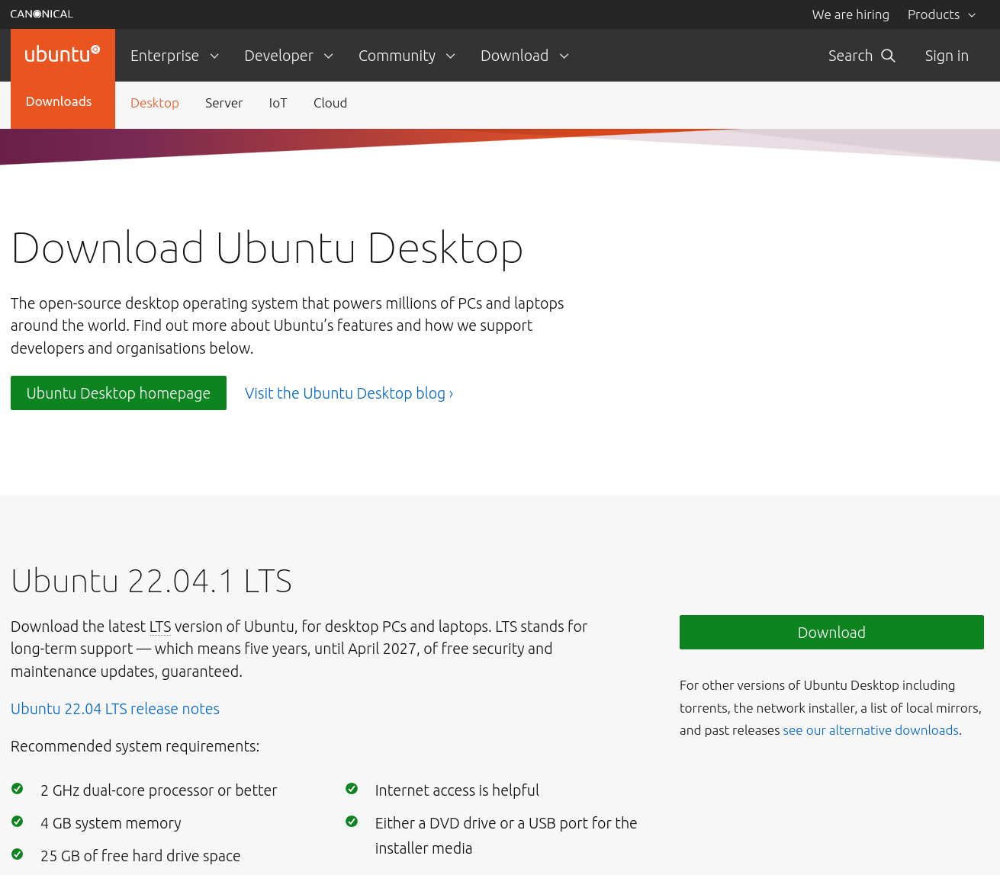 CANONICAL
We are hiring
Products
ubuntu
Enterprise
Developer
Community
Download
Search
Sign in
Downloads
Desktop
Server
IoT
Cloud
Download Ubuntu Desktop
The open-source desktop operating system that powers millions of PCs and laptops
around the world. Find out more about Ubuntu’s features and how we support
developers and organisations below.
Ubuntu Desktop homepage
Visit the Ubuntu Desktop blog ›
Ubuntu 22.04.1 LTS
Download the latest LTS version of Ubuntu, for desktop PCs and laptops. LTS stands for
long-term support — which means five years, until April 2027, of free security and
maintenance updates, guaranteed.
Ubuntu 22.04 LTS release notes
Recommended system requirements:
2 GHz dual-core processor or better
4 GB system memory
25 GB of free hard drive space
Internet access is helpful
Either a DVD drive or a USB port for the
installer media
Download
For other versions of Ubuntu Desktop including
torrents, the network installer, a list of local mirrors,
and past releases see our alternative downloads.